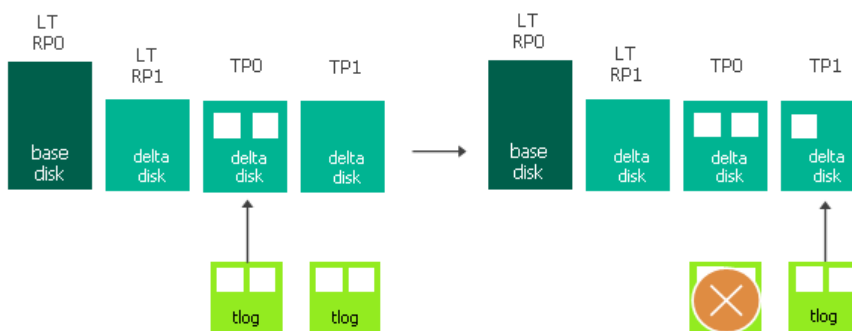 LT
RP0
LT
RP1
TP0
TP1
base
disk
delta
disk
delta
disk
delta
disk
tlog
tlog
LT
RP0
LT
RP1
TP0
TP1
base
disk
delta
disk
delta
disk
delta
disk
tlog